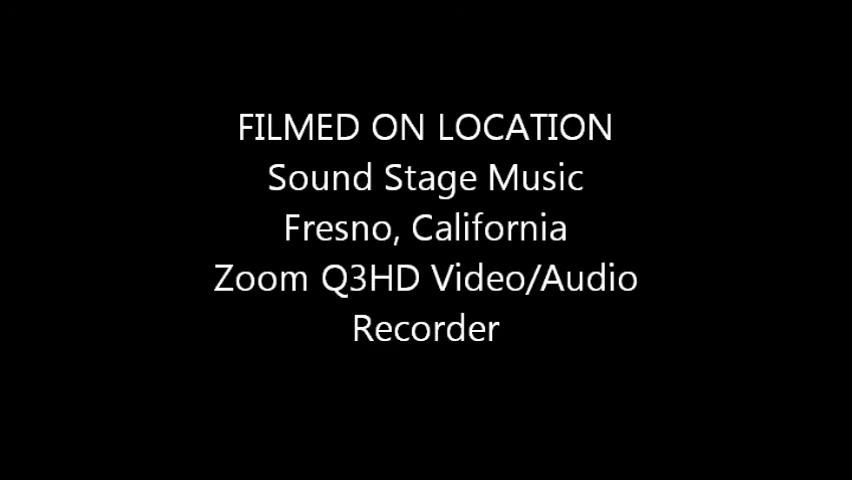 FILMED ON LOCATION
Sound Stage Music
Fresno, California
Zoom Q3HD Video/Audio
Recorder